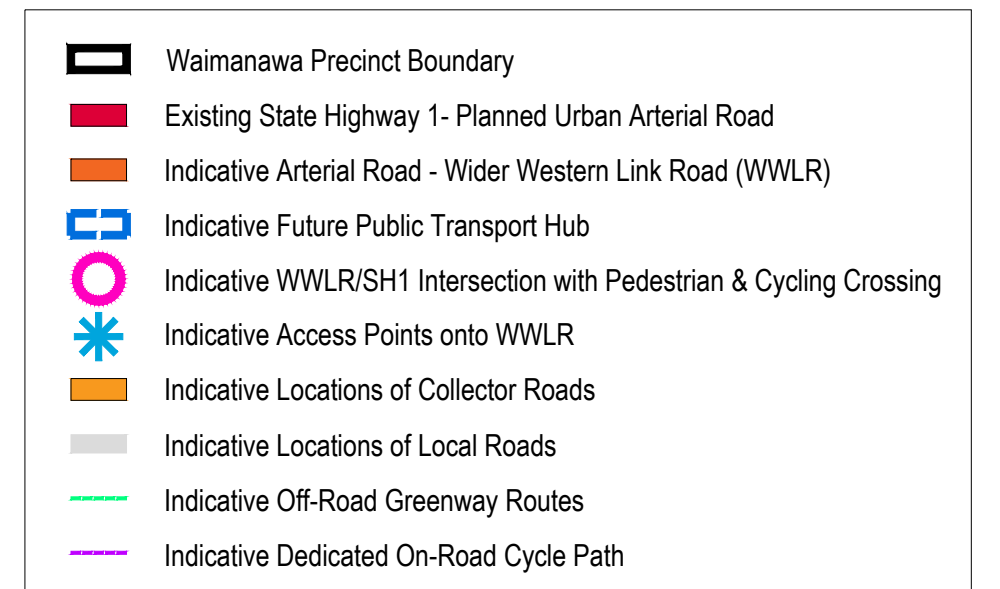 Waimanawa Precinct Boundary
Existing State Highway 1- Planned Urban Arterial Road
Indicative Arterial Road - Wider Western Link Road (WWLR)
Indicative Future Public Transport Hub
Indicative WWLR/SH1 Intersection with Pedestrian & Cycling Crossing
Indicative Access Points onto WWLR
Indicative Locations of Collector Roads
Indicative Locations of Local Roads
Indicative Off-Road Greenway Routes
Indicative Dedicated On-Road Cycle Path